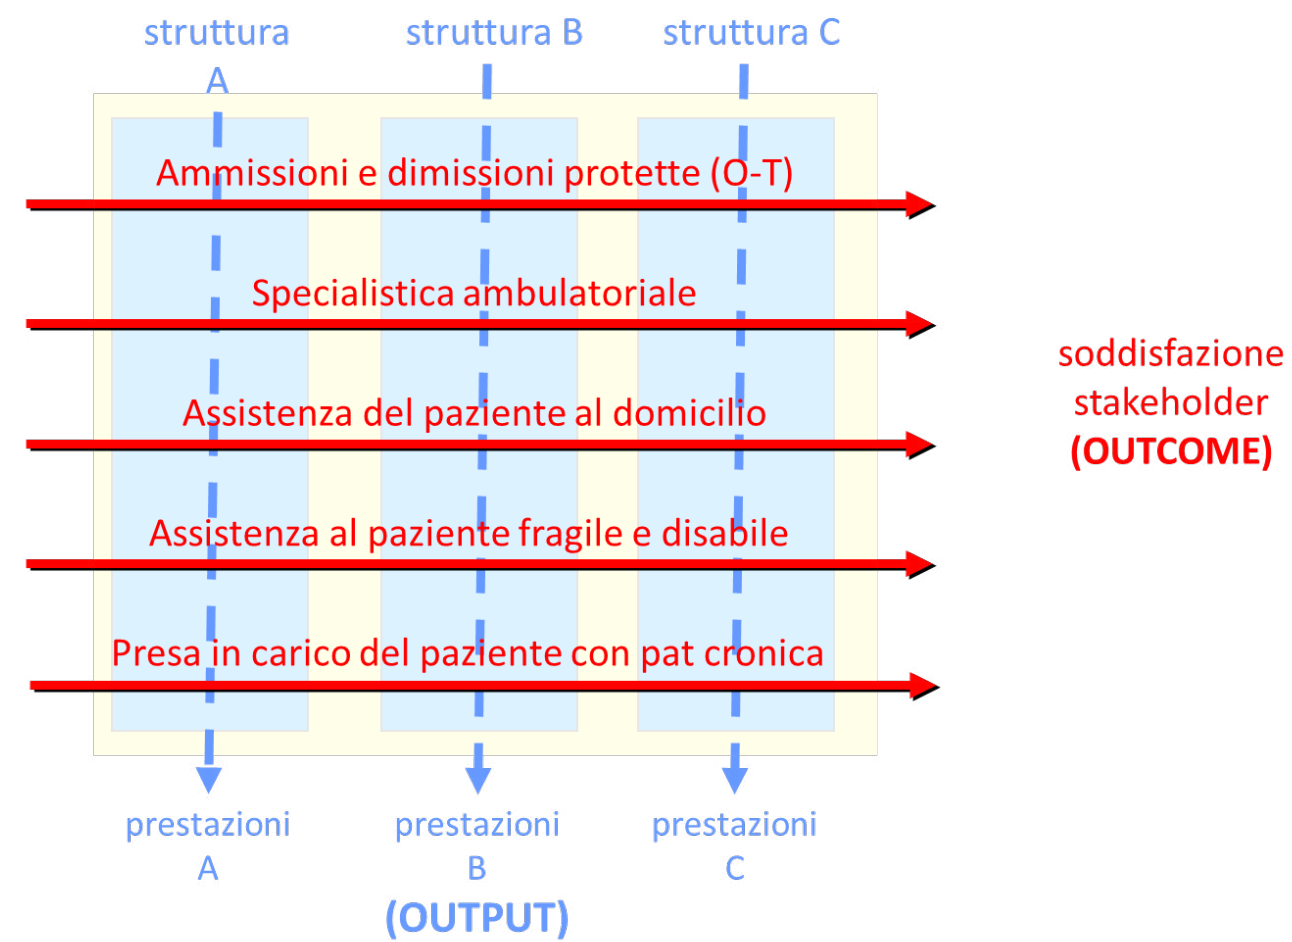 struttura
A
struttura B
struttura C
Ammissioni e dimissioni protette (O-T)
Specialistica ambulatoriale
Assistenza del paziente al domicilio
Assistenza al paziente fragile e disabile
Presa in carico del paziente con pat cronica
soddisfazione
stakeholder
(OUTCOME)
prestazioni
A
prestazioni
B
(OUTPUT)
prestazioni
C